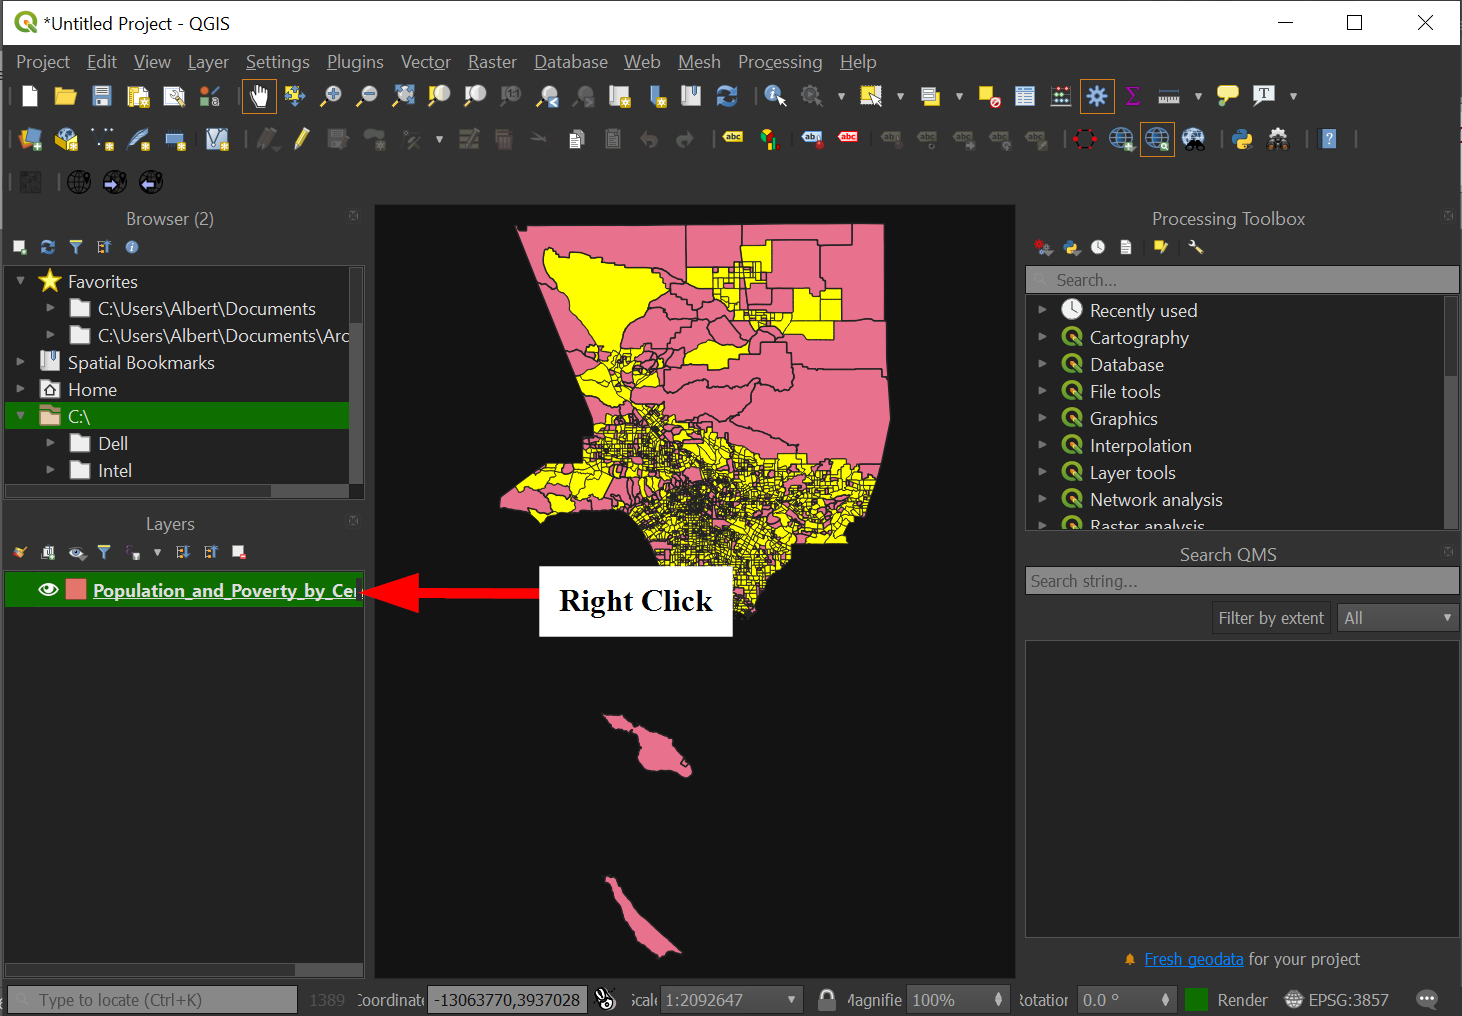 *Untitled Project - QGIS
Project Edit View Layer Settings Plugins Vector Raster Database Web Mesh Processing Help
Browser (2)
Favorites
C:\Users\Albert\Documents
C:\Users\Albert\Documents\Arc
Spatial Bookmarks
Home
C:\
Dell
Intel
Layers
Population_and_Poverty_by_Cer
Right Click
Processing Toolbox
Search...
Recently used
Cartography
Database
File tools
Graphics
Interpolation
Layer tools
Network analysis
Raster analysis
Search QMS
Search string...
Filter by extent All
Fresh geodata for your project
Type to locate (Ctrl+K) 1389 Coordinate -13063770,3937028 Scale 1:2092647 Magnifie 100% Rotation 0.0 ° Render EPSG:3857